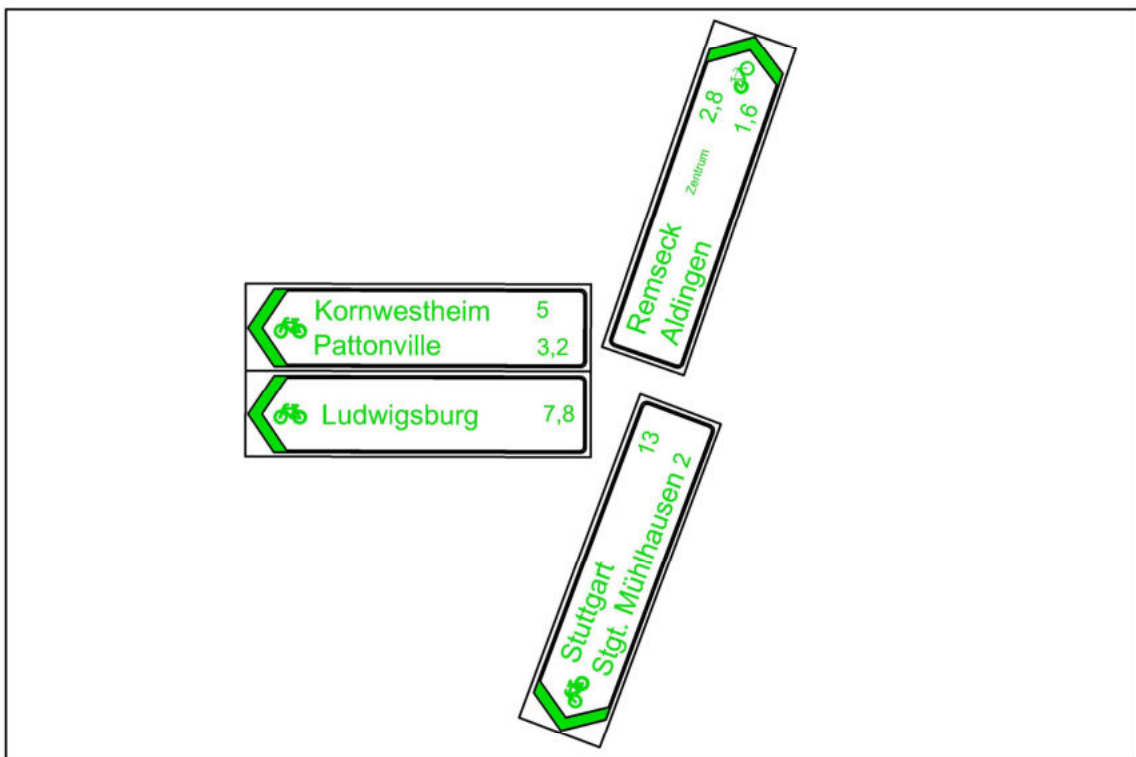 Remseck Zentrum 2,8
Aldingen 1,6
Kornwestheim 5
Pattonville 3,2
Ludwigsburg 7,8
Stuttgart 13
Stgt. Mühlhausen 2